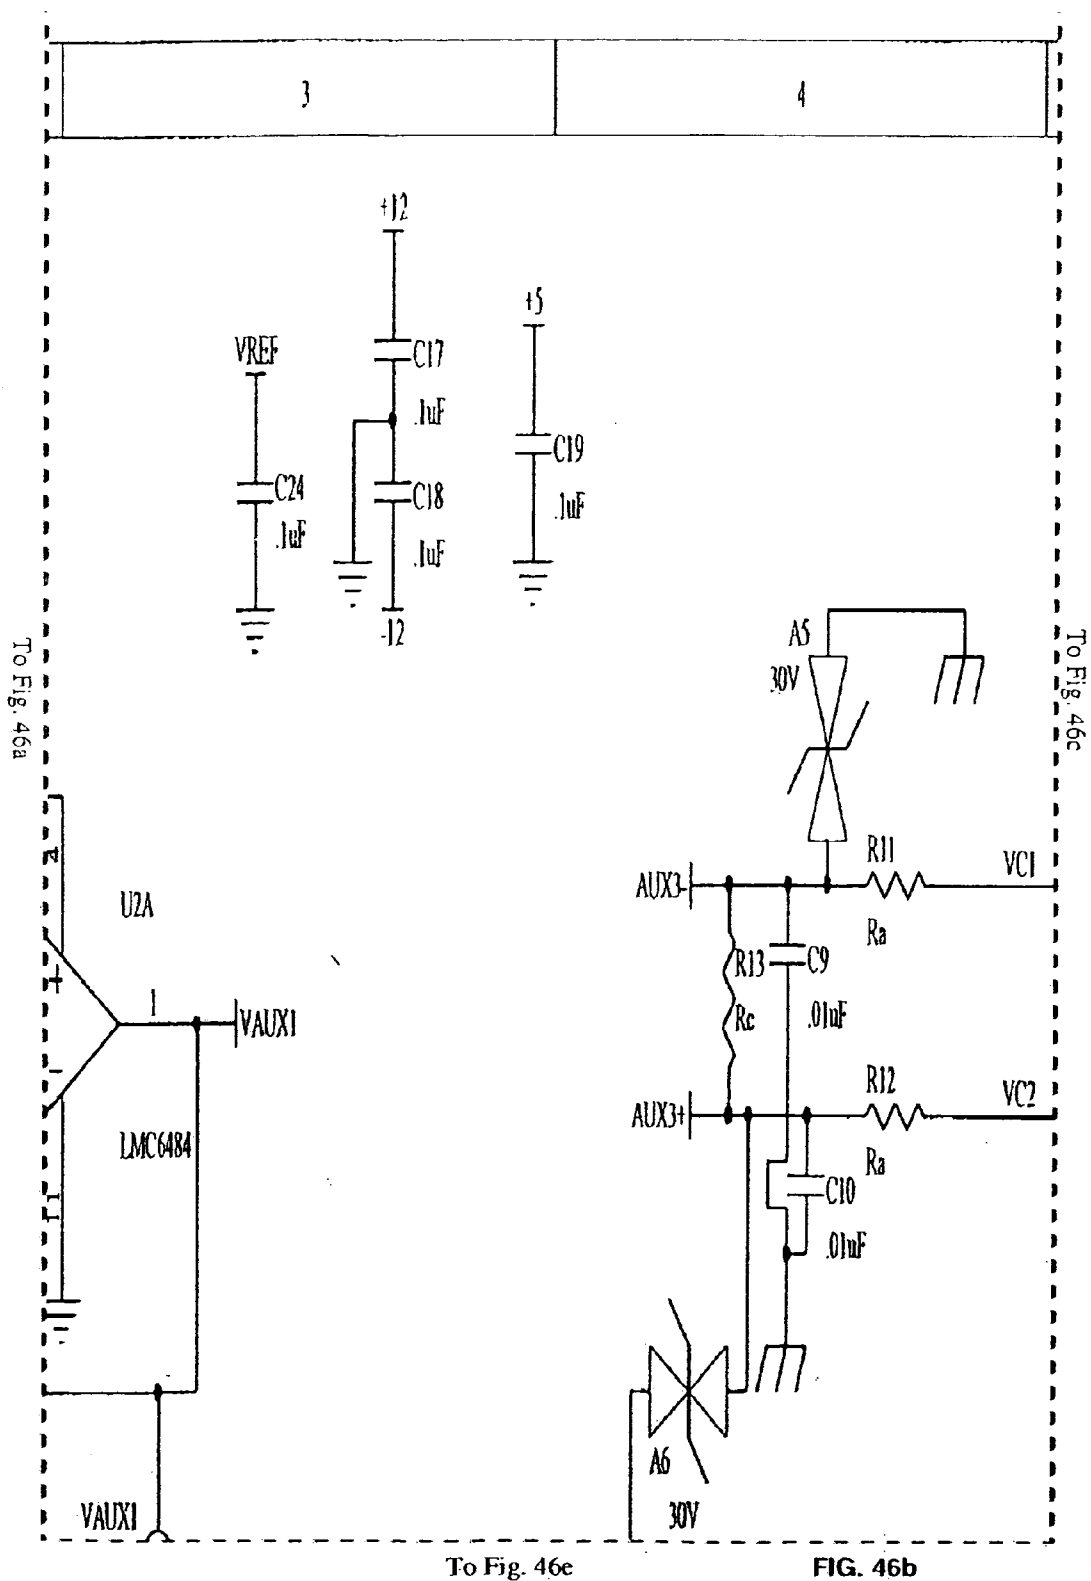 3
4
+12
+5
VREF
C17
.1uF
C19
C24
C18
.1uF
.1uF
.1uF
-12
A5
30V
To Fig. 46a
To Fig. 46c
R11
VC1
AUX3-
U2A
Ra
+
R13
C9
1
VAUX1
Rc
.01uF
-
R12
VC2
AUX3+
LMC6484
Ra
C10
11
.01uF
A6
30V
VAUX1
To Fig. 46e
FIG. 46b